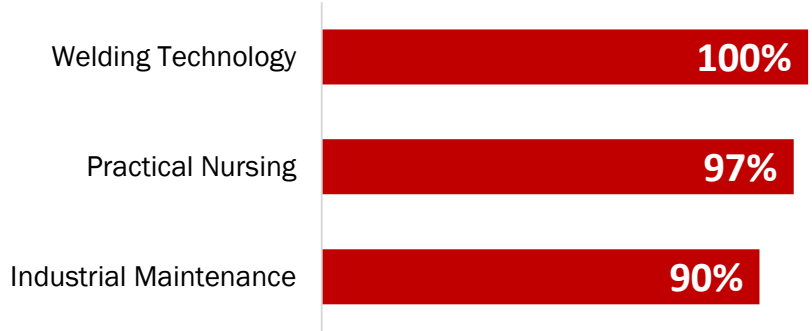 Welding Technology 100%
Practical Nursing 97%
Industrial Maintenance 90%